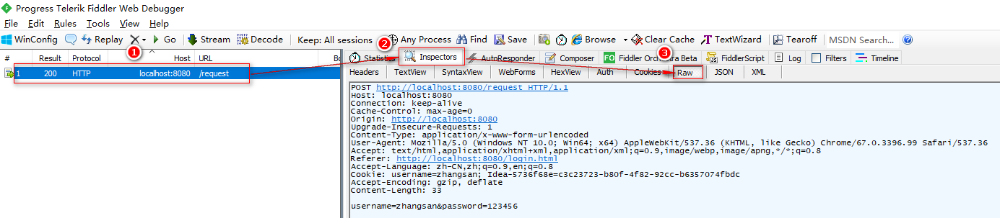 Progress Telerik Fiddler Web Debugger
File Edit Rules Tools View Help
WinConfig Replay Go Stream Decode Keep: All sessions Any Process Find Save Browse Clear Cache TextWizard Tearoff MSDN Search...
1 2 3
# Result Protocol Host URL Bo
1 200 HTTP localhost:8080 /request
Statistics Inspectors AutoResponder Composer FO Fiddler Orchestra Beta FiddlerScript Log Filters Timeline
Headers TextView SyntaxView WebForms HexView Auth Cookies Raw JSON XML
POST http://localhost:8080/request HTTP/1.1
Host: localhost:8080
Connection: keep-alive
Cache-Control: max-age=0
Origin: http://localhost:8080
Upgrade-Insecure-Requests: 1
Content-Type: application/x-www-form-urlencoded
User-Agent: Mozilla/5.0 (Windows NT 10.0; Win64; x64) AppleWebKit/537.36 (KHTML, like Gecko) Chrome/67.0.3396.99 Safari/537.36
Accept: text/html,application/xhtml+xml,application/xml;q=0.9,image/webp,image/apng,*/*;q=0.8
Referer: http://localhost:8080/login.html
Accept-Language: zh-CN,zh;q=0.9,en;q=0.8
Cookie: username=zhangsan; Idea-5736f68e=c3c23723-b80f-4f82-92cc-b6357074fbdc
Accept-Encoding: gzip, deflate
Content-Length: 33
username=zhangsan&password=123456